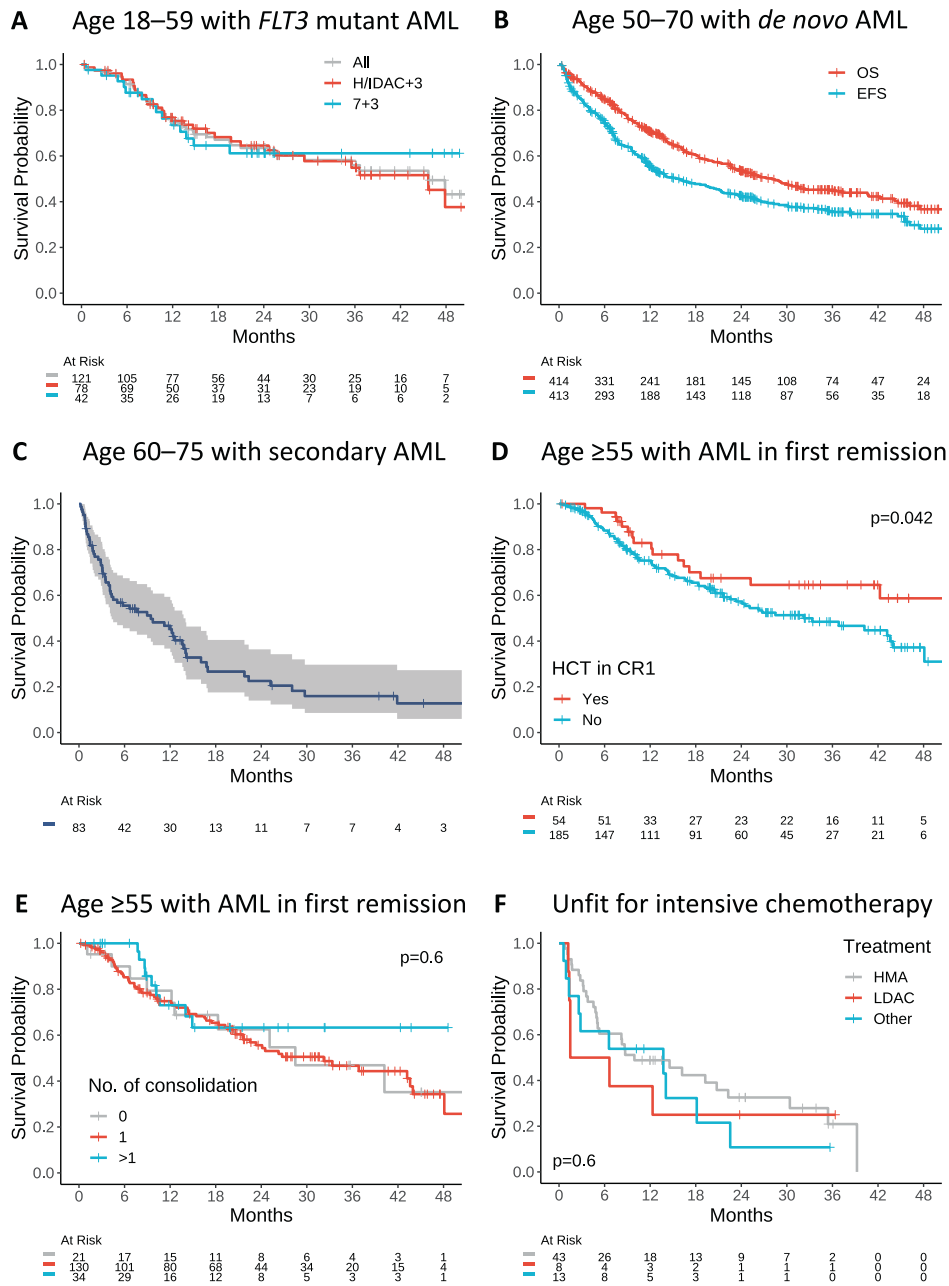 A Age 18–59 with FLT3 mutant AML
Survival Probability
1.0
0.8
0.6
0.4
0.2
0.0
All
H/IDAC+3
7+3
0 6 12 18 24 30 36 42 48
Months
At Risk
121 105 77 56 44 30 25 16 7
78 69 50 37 31 23 19 10 5
42 35 26 19 13 7 6 6 2
B Age 50–70 with de novo AML
Survival Probability
1.0
0.8
0.6
0.4
0.2
0.0
OS
EFS
0 6 12 18 24 30 36 42 48
Months
At Risk
414 331 241 181 145 108 74 47 24
413 293 188 143 118 87 56 35 18
C Age 60–75 with secondary AML
Survival Probability
1.0
0.8
0.6
0.4
0.2
0.0
0 6 12 18 24 30 36 42 48
Months
At Risk
83 42 30 13 11 7 7 4 3
D Age ≥55 with AML in first remission
Survival Probability
1.0
0.8
0.6
0.4
0.2
0.0
p=0.042
HCT in CR1
Yes
No
0 6 12 18 24 30 36 42 48
Months
At Risk
54 51 33 27 23 22 16 11 5
185 147 111 91 60 45 27 21 6
E Age ≥55 with AML in first remission
Survival Probability
1.0
0.8
0.6
0.4
0.2
0.0
p=0.6
No. of consolidation
0
1
>1
0 6 12 18 24 30 36 42 48
Months
At Risk
21 17 15 11 8 6 4 3 1
130 101 80 68 44 34 20 15 4
34 29 16 12 8 5 3 3 1
F Unfit for intensive chemotherapy
Survival Probability
1.0
0.8
0.6
0.4
0.2
0.0
Treatment
HMA
LDAC
Other
p=0.6
0 6 12 18 24 30 36 42 48
Months
At Risk
43 26 18 13 9 7 2 0 0
8 4 3 2 1 1 1 0 0
13 8 5 3 1 1 0 0 0